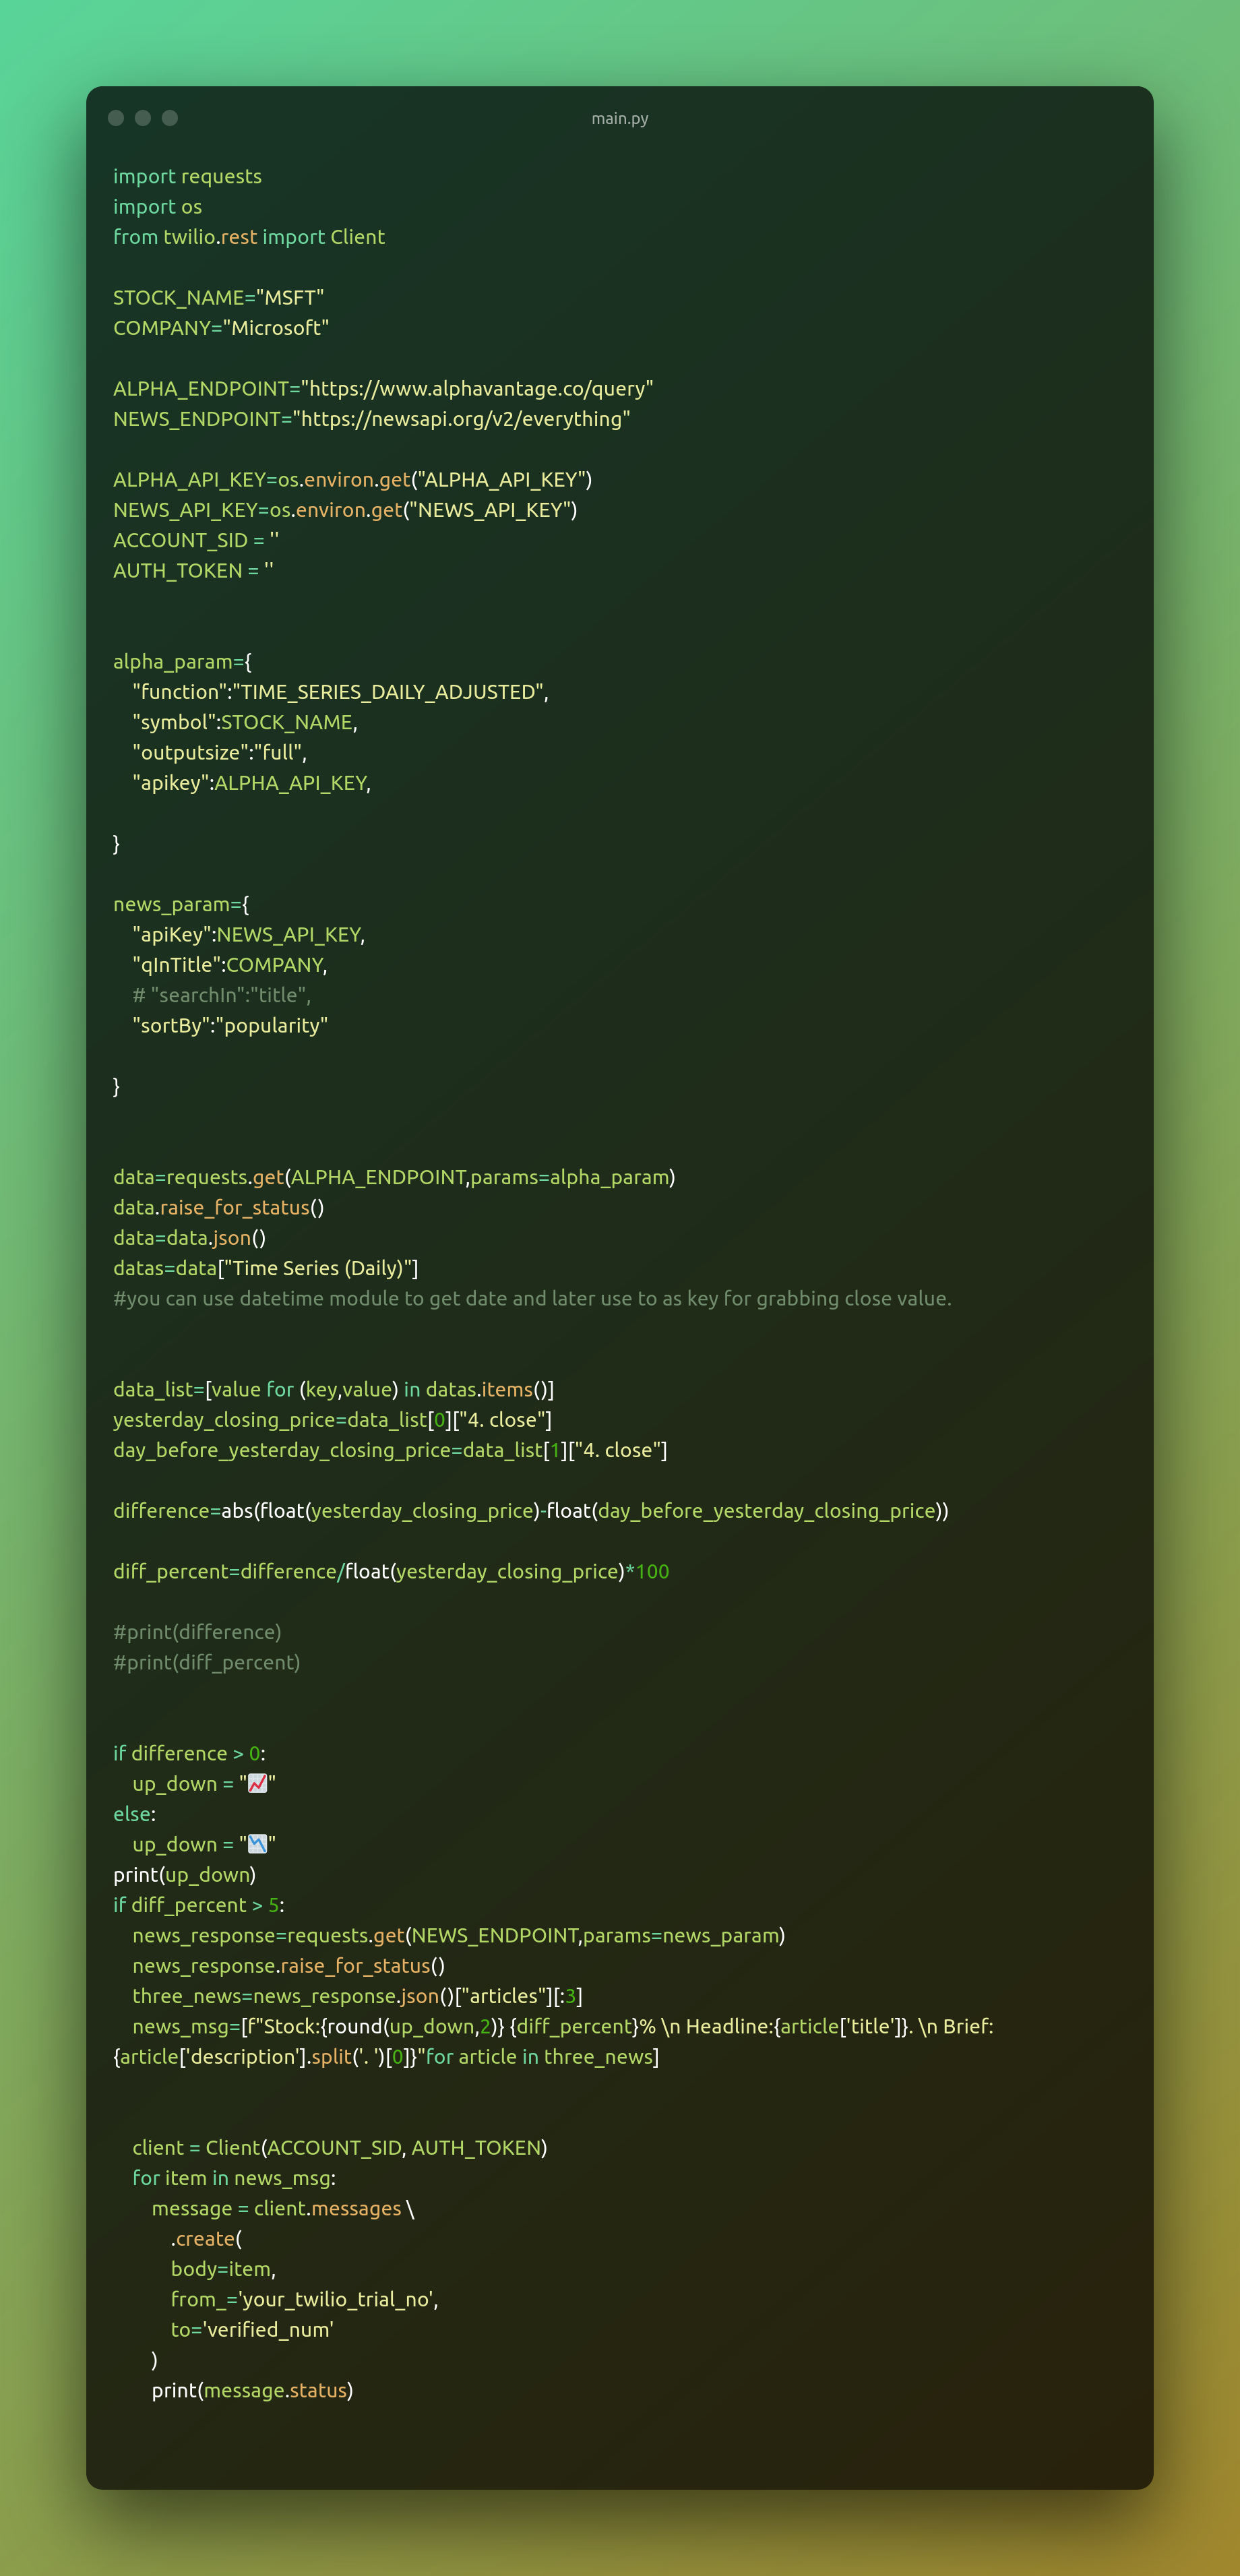 main.py
import requests
import os
from twilio.rest import Client
STOCK_NAME="MSFT"
COMPANY="Microsoft"
ALPHA_ENDPOINT="https://www.alphavantage.co/query"
NEWS_ENDPOINT="https://newsapi.org/v2/everything"
ALPHA_API_KEY=os.environ.get("ALPHA_API_KEY")
NEWS_API_KEY=os.environ.get("NEWS_API_KEY")
ACCOUNT_SID = ''
AUTH_TOKEN = ''
alpha_param={
    "function":"TIME_SERIES_DAILY_ADJUSTED",
    "symbol":STOCK_NAME,
    "outputsize":"full",
    "apikey":ALPHA_API_KEY,
}
news_param={
    "apiKey":NEWS_API_KEY,
    "qInTitle":COMPANY,
    # "searchIn":"title",
    "sortBy":"popularity"
}
data=requests.get(ALPHA_ENDPOINT,params=alpha_param)
data.raise_for_status()
data=data.json()
datas=data["Time Series (Daily)"]
#you can use datetime module to get date and later use to as key for grabbing close value.
data_list=[value for (key,value) in datas.items()]
yesterday_closing_price=data_list[0]["4. close"]
day_before_yesterday_closing_price=data_list[1]["4. close"]
difference=abs(float(yesterday_closing_price)-float(day_before_yesterday_closing_price))
diff_percent=difference/float(yesterday_closing_price)*100
#print(difference)
#print(diff_percent)
if difference > 0:
    up_down = "📈"
else:
    up_down = "📉"
print(up_down)
if diff_percent > 5:
    news_response=requests.get(NEWS_ENDPOINT,params=news_param)
    news_response.raise_for_status()
    three_news=news_response.json()["articles"][:3]
    news_msg=[f"Stock:{round(up_down,2)} {diff_percent}% \n Headline:{article['title']}. \n Brief:
{article['description'].split('. ')[0]}"for article in three_news]
    client = Client(ACCOUNT_SID, AUTH_TOKEN)
    for item in news_msg:
        message = client.messages \
            .create(
            body=item,
            from_='your_twilio_trial_no',
            to='verified_num'
        )
        print(message.status)